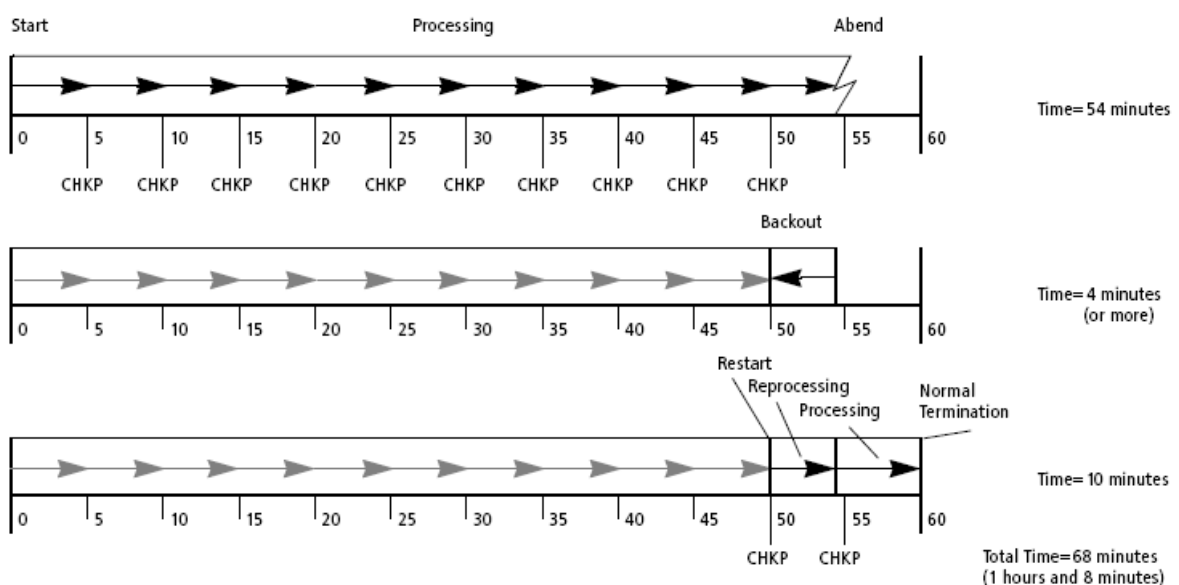 Start Processing Abend
Time= 54 minutes
0 5 10 15 20 25 30 35 40 45 50 55 60
CHKP CHKP CHKP CHKP CHKP CHKP CHKP CHKP CHKP CHKP
Backout
Time= 4 minutes
(or more)
0 5 10 15 20 25 30 35 40 45 50 55 60
Restart
Reprocessing
Processing
Normal
Termination
Time= 10 minutes
0 5 10 15 20 25 30 35 40 45 50 55 60
CHKP CHKP
Total Time=68 minutes
(1 hours and 8 minutes)